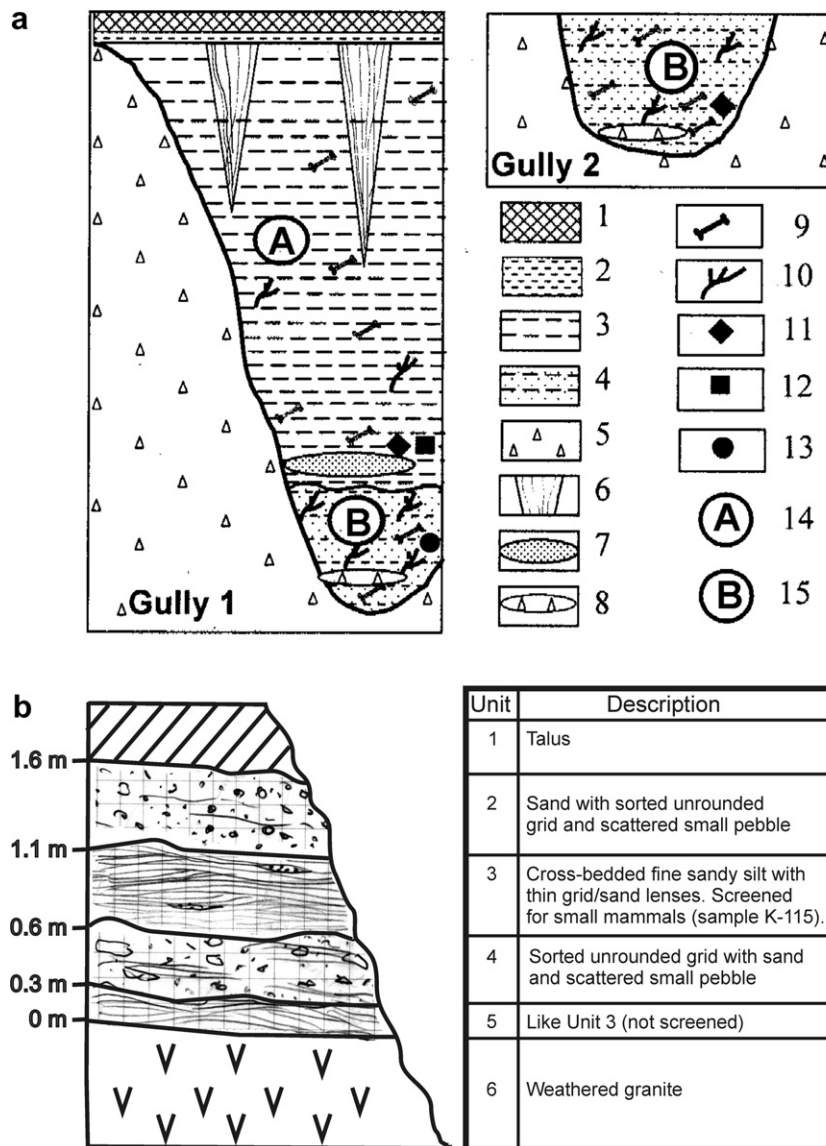 a
A
B
Gully 1
B
Gully 2
1
2
3
4
5
6
7
8
9
10
11
12
13
A 14
B 15
b
1.6 m
1.1 m
0.6 m
0.3 m
0 m
Unit Description
1 Talus
2 Sand with sorted unrounded
grid and scattered small pebble
3 Cross-bedded fine sandy silt with
thin grid/sand lenses. Screened
for small mammals (sample K-115).
4 Sorted unrounded grid with sand
and scattered small pebble
5 Like Unit 3 (not screened)
6 Weathered granite